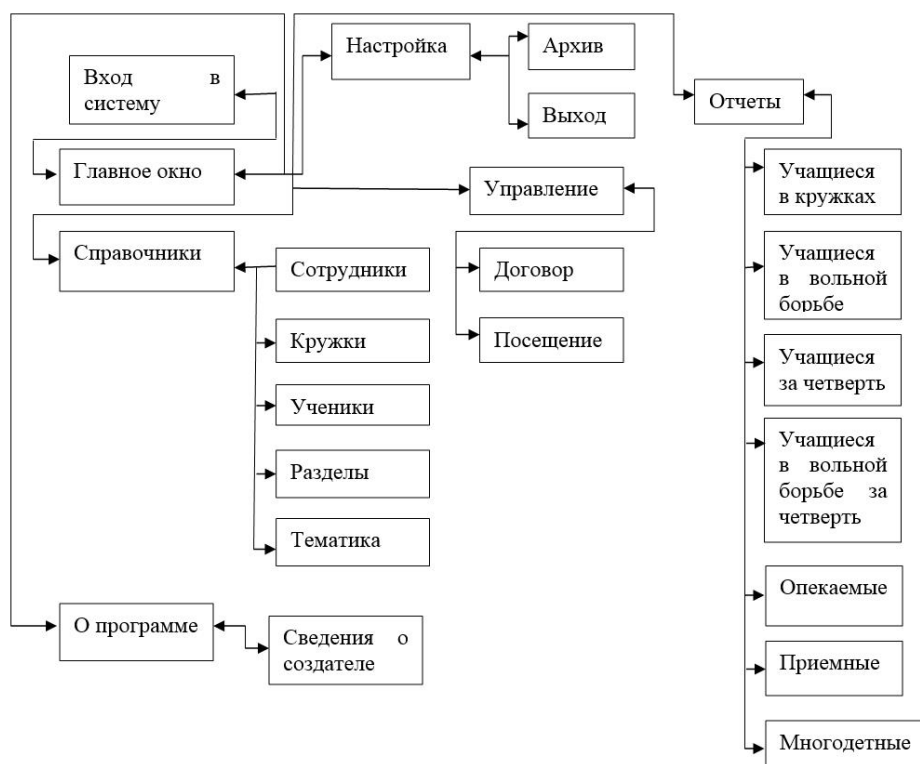 Настройка
Архив
Выход
Вход в
систему
Отчеты
Главное окно
Управление
Учащиеся
в кружках
Справочники
Сотрудники
Договор
Учащиеся
в вольной
борьбе
Кружки
Посещение
Учащиеся
за четверть
Ученики
Учащиеся
в вольной
борьбе за
четверть
Разделы
Тематика
Опекаемые
О программе
Сведения о
создателе
Приемные
Многодетные